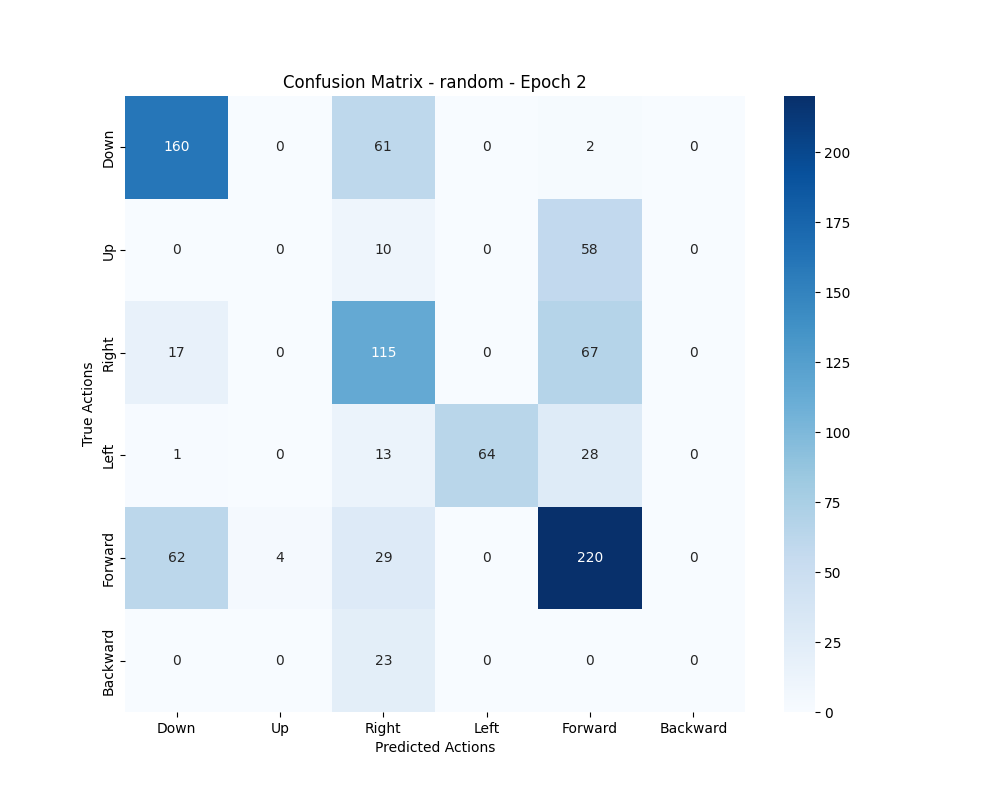 Confusion Matrix - random - Epoch 2
True Actions
Down 160 0 61 0 2 0
Up 0 0 10 0 58 0
Right 17 0 115 0 67 0
Left 1 0 13 64 28 0
Forward 62 4 29 0 220 0
Backward 0 0 23 0 0 0
Down Up Right Left Forward Backward
Predicted Actions
200
175
150
125
100
75
50
25
0